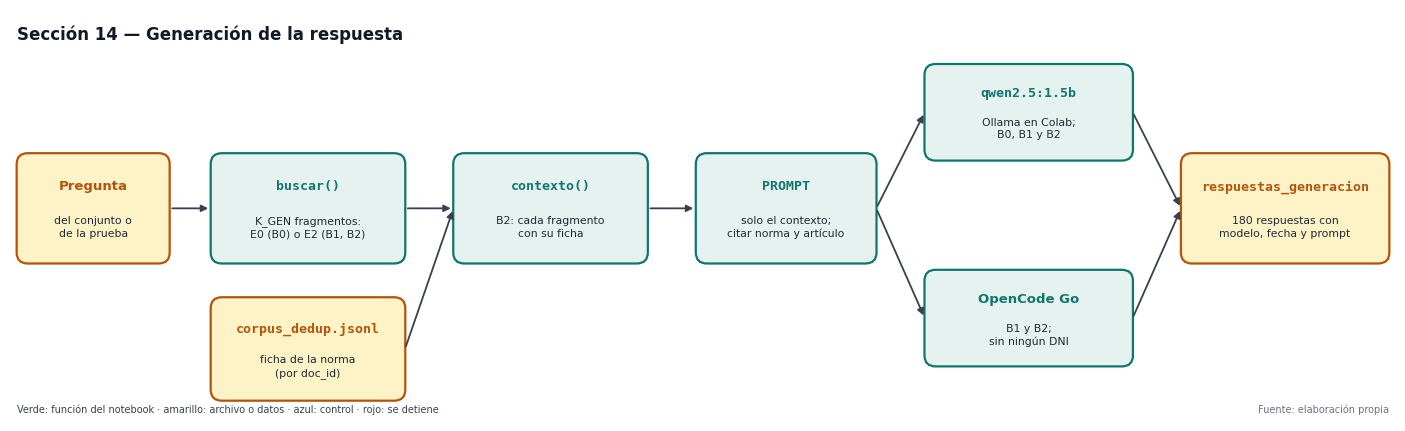 Sección 14 — Generación de la respuesta
Pregunta
del conjunto o
de la prueba
buscar()
K_GEN fragmentos:
E0 (B0) o E2 (B1, B2)
corpus_dedup.jsonl
ficha de la norma
(por doc_id)
contexto()
B2: cada fragmento
con su ficha
PROMPT
solo el contexto;
citar norma y artículo
qwen2.5:1.5b
Ollama en Colab;
B0, B1 y B2
OpenCode Go
B1 y B2;
sin ningún DNI
respuestas_generacion
180 respuestas con
modelo, fecha y prompt
Verde: función del notebook · amarillo: archivo o datos · azul: control · rojo: se detiene
Fuente: elaboración propia